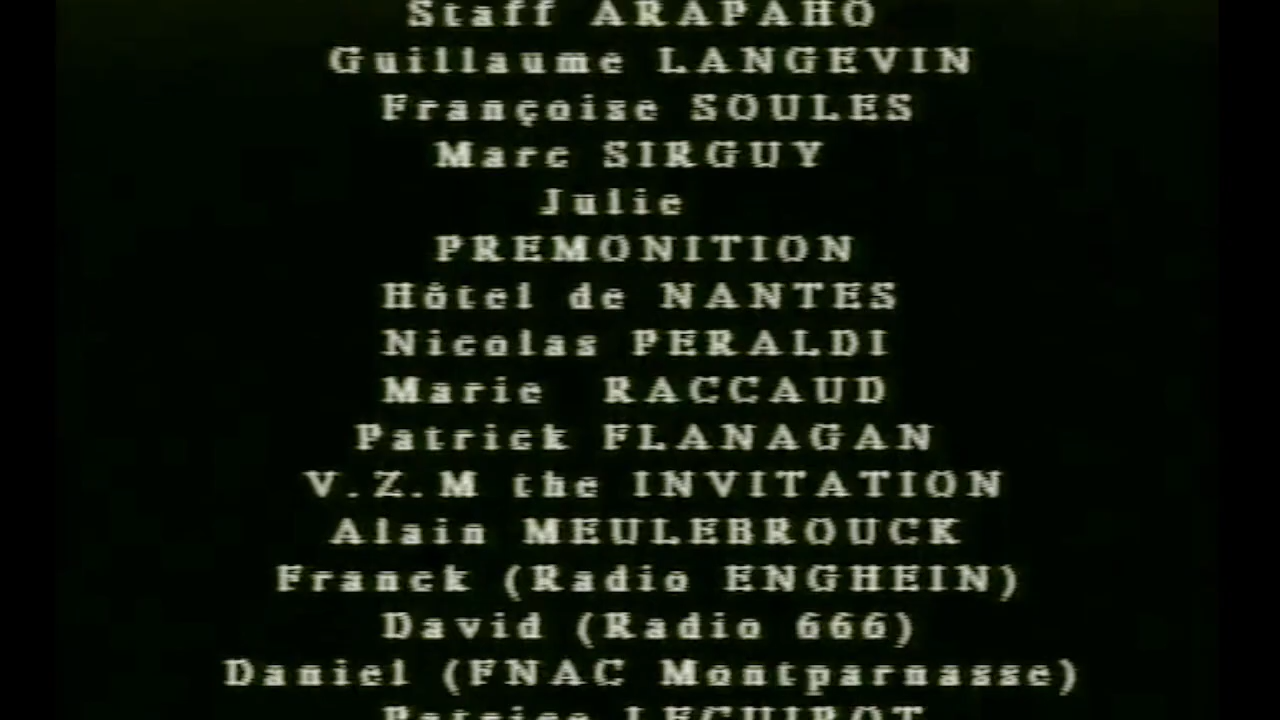 Staff ARAPAHO
Guillaume LANGEVIN
Françoise SOULES
Marc SIRGUY
Julie
PREMONITION
Hôtel de NANTES
Nicolas PERALDI
Marie RACCAUD
Patrick FLANAGAN
V.Z.M the INVITATION
Alain MEULEBROUCK
Franck (Radio ENGHEIN)
David (Radio 666)
Daniel (FNAC Montparnasse)
Patrice